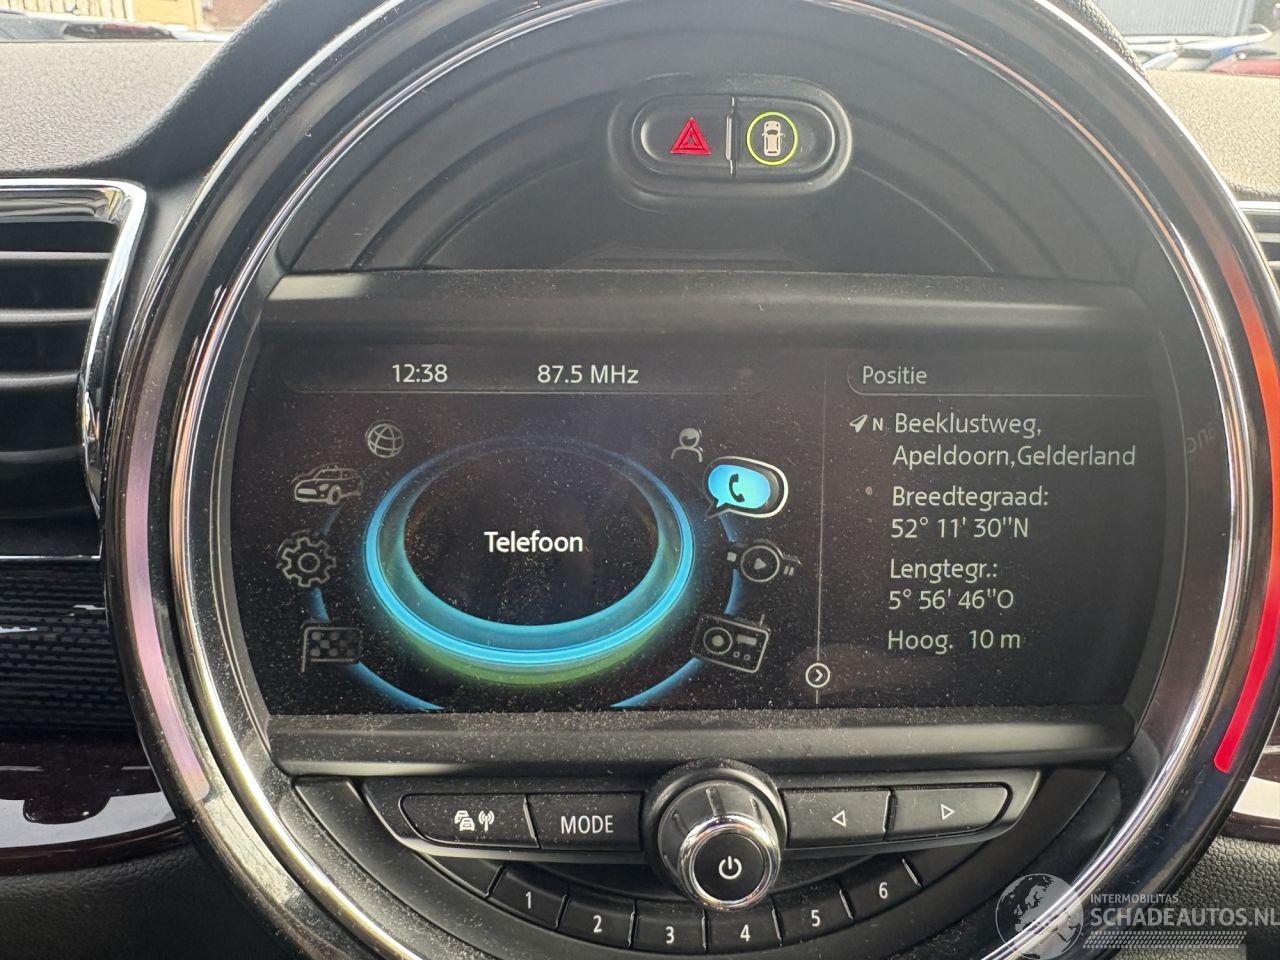 12:38
87.5 MHz
Positie
N Beeklustweg,
Apeldoorn,Gelderland
Breedtegraad:
52° 11' 30"N
Lengtegr.:
5° 56' 46"O
Hoog. 10 m
Telefoon
MODE
1
2
3
4
5
6
INTERMOBILITAS
SCHADEAUTOS.NL